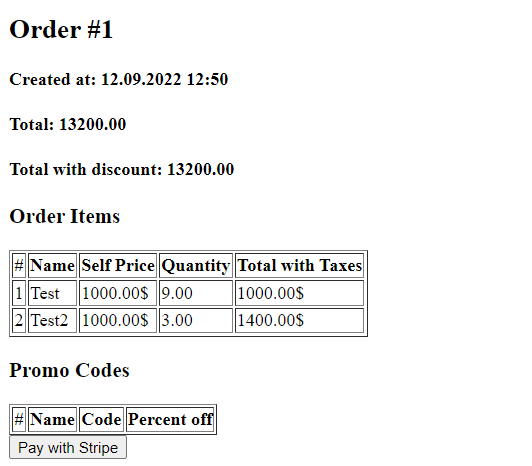 Order #1
Created at: 12.09.2022 12:50
Total: 13200.00
Total with discount: 13200.00
Order Items
# Name Self Price Quantity Total with Taxes
1 Test 1000.00$ 9.00 1000.00$
2 Test2 1000.00$ 3.00 1400.00$
Promo Codes
# Name Code Percent off
Pay with Stripe